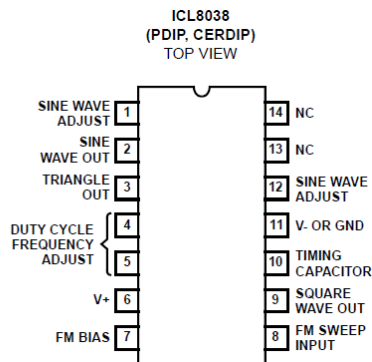 ICL8038
(PDIP, CERDIP)
TOP VIEW
SINE WAVE
ADJUST
1
SINE
WAVE OUT
2
TRIANGLE
OUT
3
DUTY CYCLE
FREQUENCY
ADJUST
4
5
V+
6
FM BIAS
7
14
NC
13
NC
12
SINE WAVE
ADJUST
11
V- OR GND
10
TIMING
CAPACITOR
9
SQUARE
WAVE OUT
8
FM SWEEP
INPUT